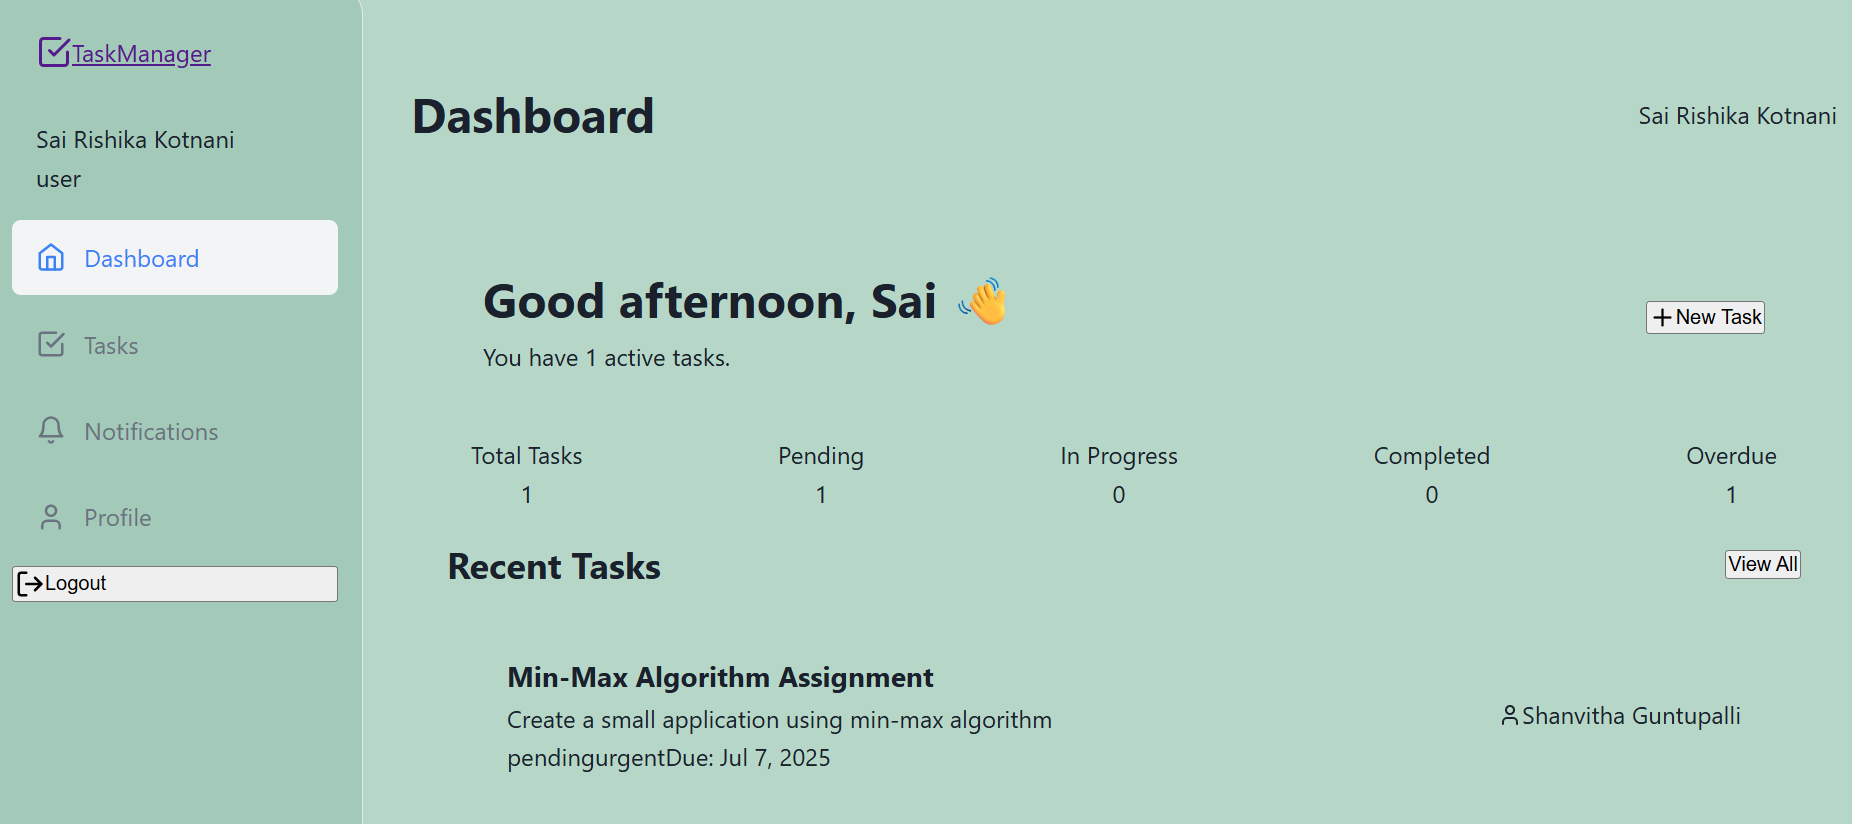 TaskManager
Sai Rishika Kotnani
user
Dashboard
Tasks
Notifications
Profile
Logout
Dashboard
Sai Rishika Kotnani
Good afternoon, Sai 👋
You have 1 active tasks.
New Task
Total Tasks
1
Pending
1
In Progress
0
Completed
0
Overdue
1
Recent Tasks
View All
Min-Max Algorithm Assignment
Create a small application using min-max algorithm
pendingurgentDue: Jul 7, 2025
Shanvitha Guntupalli